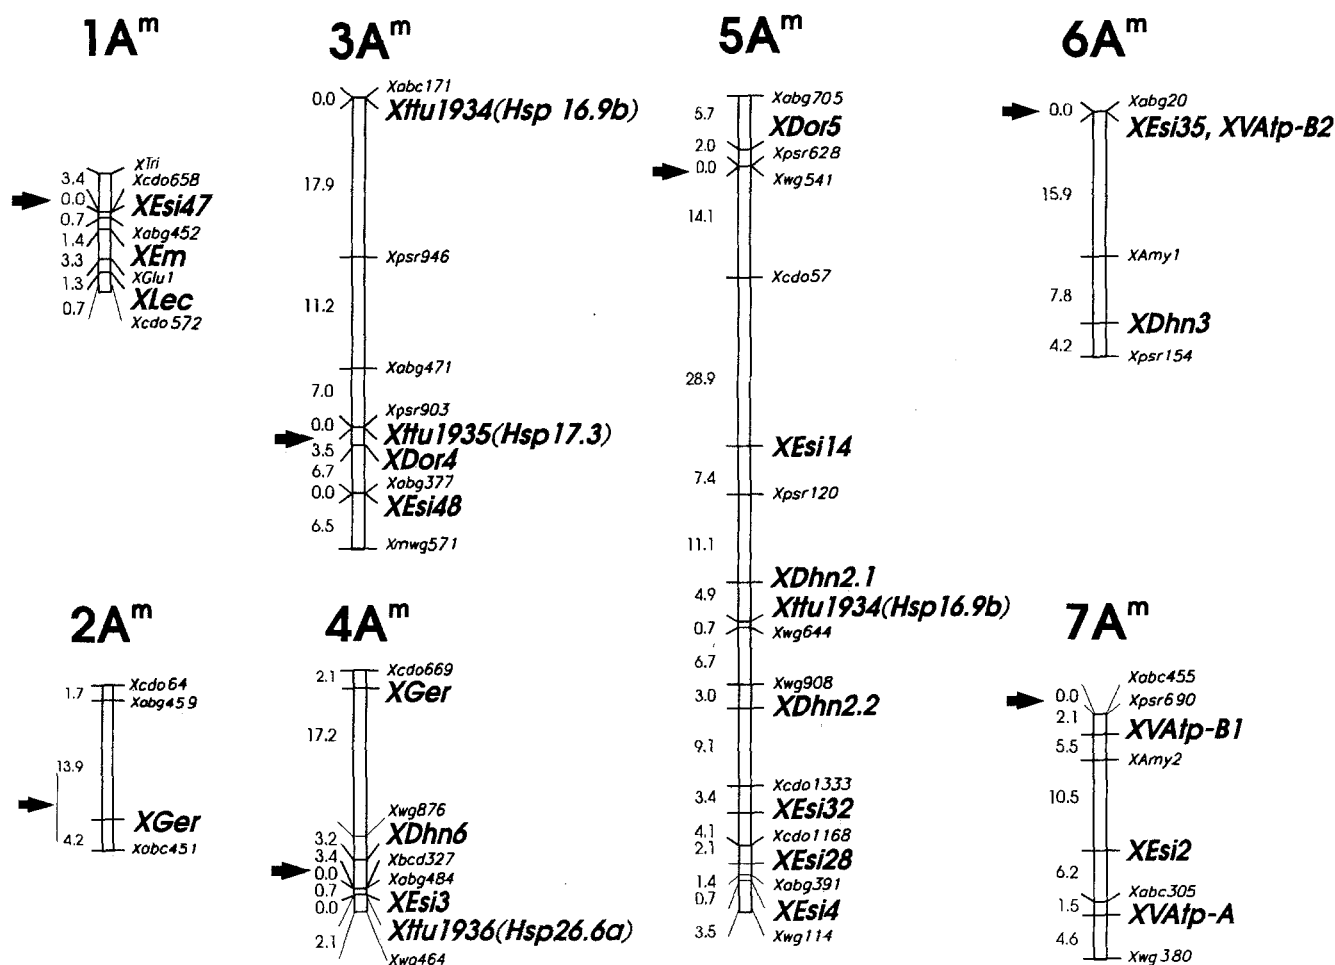 1Aᵐ
XTri
3.4
Xcdo658
0.0
XEsi47
0.7
Xabg452
1.4
XEm
3.3
XGlu1
1.3
XLec
0.7
Xcdo572
2Aᵐ
Xcdo64
1.7
Xabg459
13.9
XGer
4.2
Xabc451
3Aᵐ
Xabc171
0.0
Xttu1934(Hsp 16.9b)
17.9
Xpsr946
11.2
Xabg471
7.0
Xpsr903
0.0
Xttu1935(Hsp17.3)
3.5
XDor4
6.7
Xabg377
0.0
XEsi48
6.5
Xmwg571
4Aᵐ
Xcdo669
2.1
XGer
17.2
Xwg876
XDhn6
3.2
Xbcd327
3.4
0.0
Xabg484
0.7
XEsi3
0.0
Xttu1936(Hsp26.6a)
2.1
Xwg464
5Aᵐ
Xabg705
5.7
XDor5
2.0
Xpsr628
0.0
Xwg541
14.1
Xcdo57
28.9
XEsi14
7.4
Xpsr120
11.1
XDhn2.1
4.9
Xttu1934(Hsp16.9b)
0.7
Xwg644
6.7
Xwg908
3.0
XDhn2.2
9.1
Xcdo1333
3.4
XEsi32
4.1
Xcdo1168
2.1
XEsi28
1.4
Xabg391
0.7
XEsi4
3.5
Xwg114
6Aᵐ
Xabg20
0.0
XEsi35, XVAtp-B2
15.9
XAmy1
7.8
XDhn3
4.2
Xpsr154
7Aᵐ
Xabc455
0.0
Xpsr690
2.1
XVAtp-B1
5.5
XAmy2
10.5
XEsi2
6.2
Xabc305
1.5
XVAtp-A
4.6
Xwg380